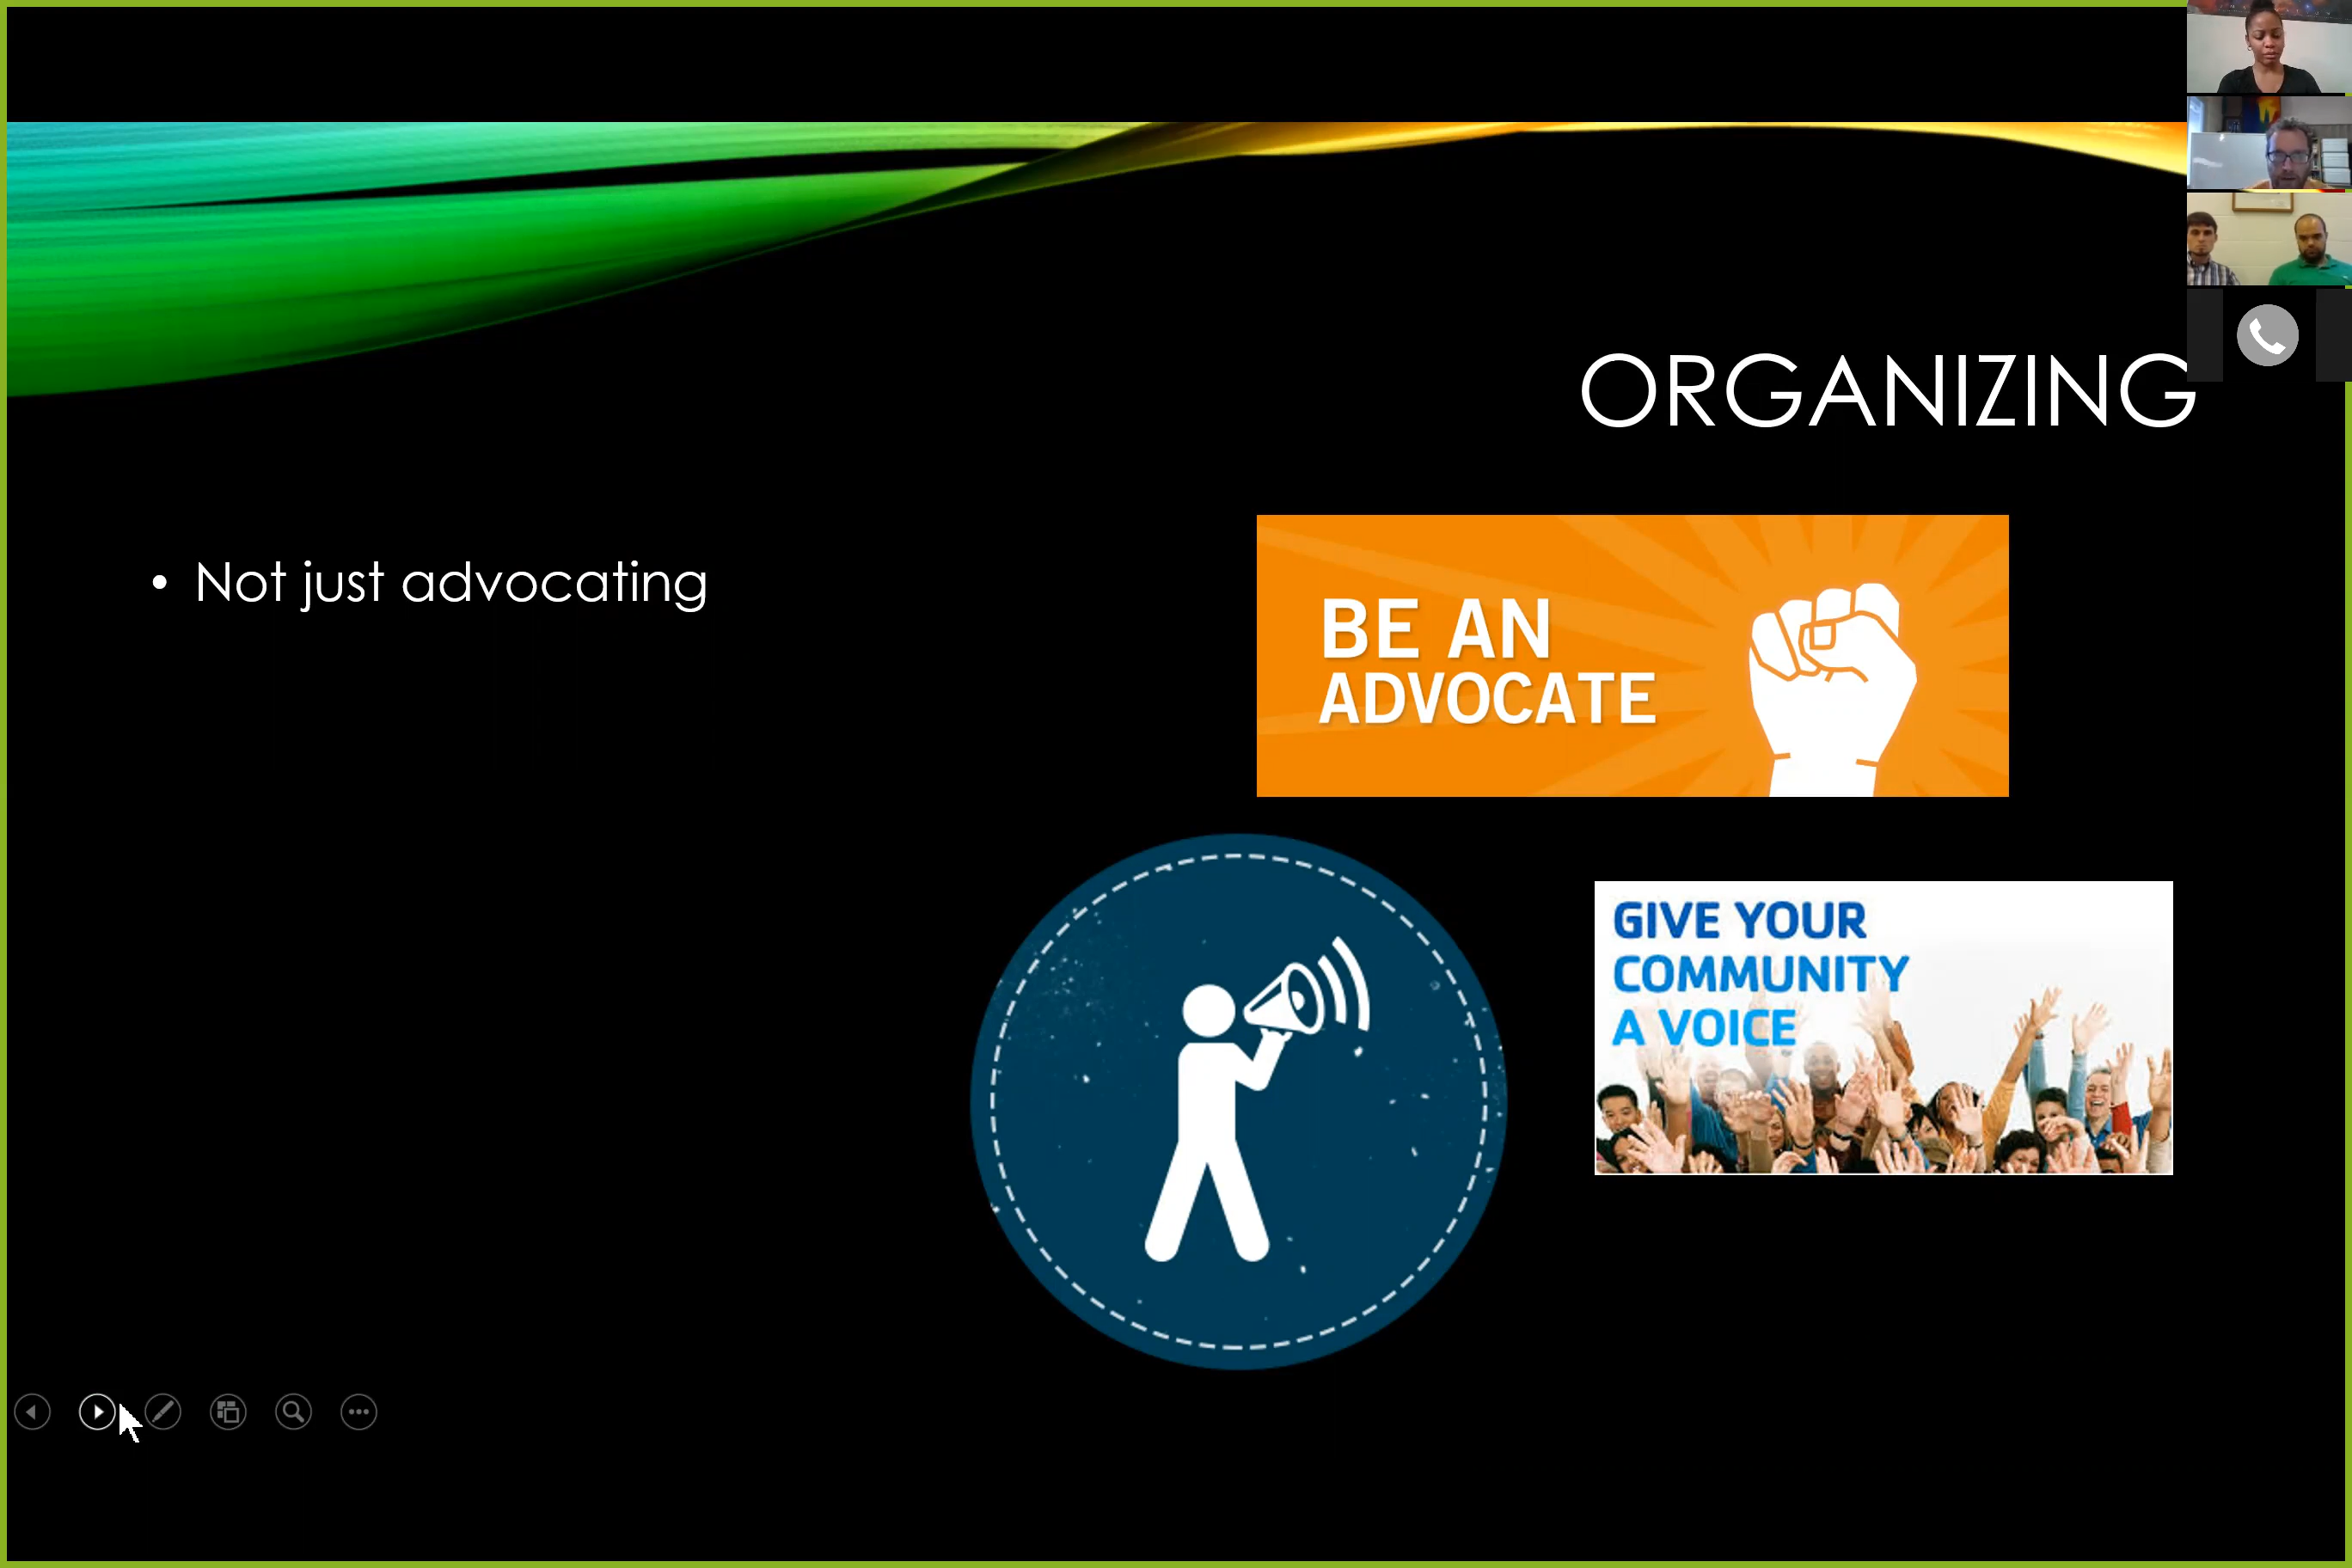 ORGANIZING
• Not just advocating
BE AN
ADVOCATE
GIVE YOUR
COMMUNITY
A VOICE